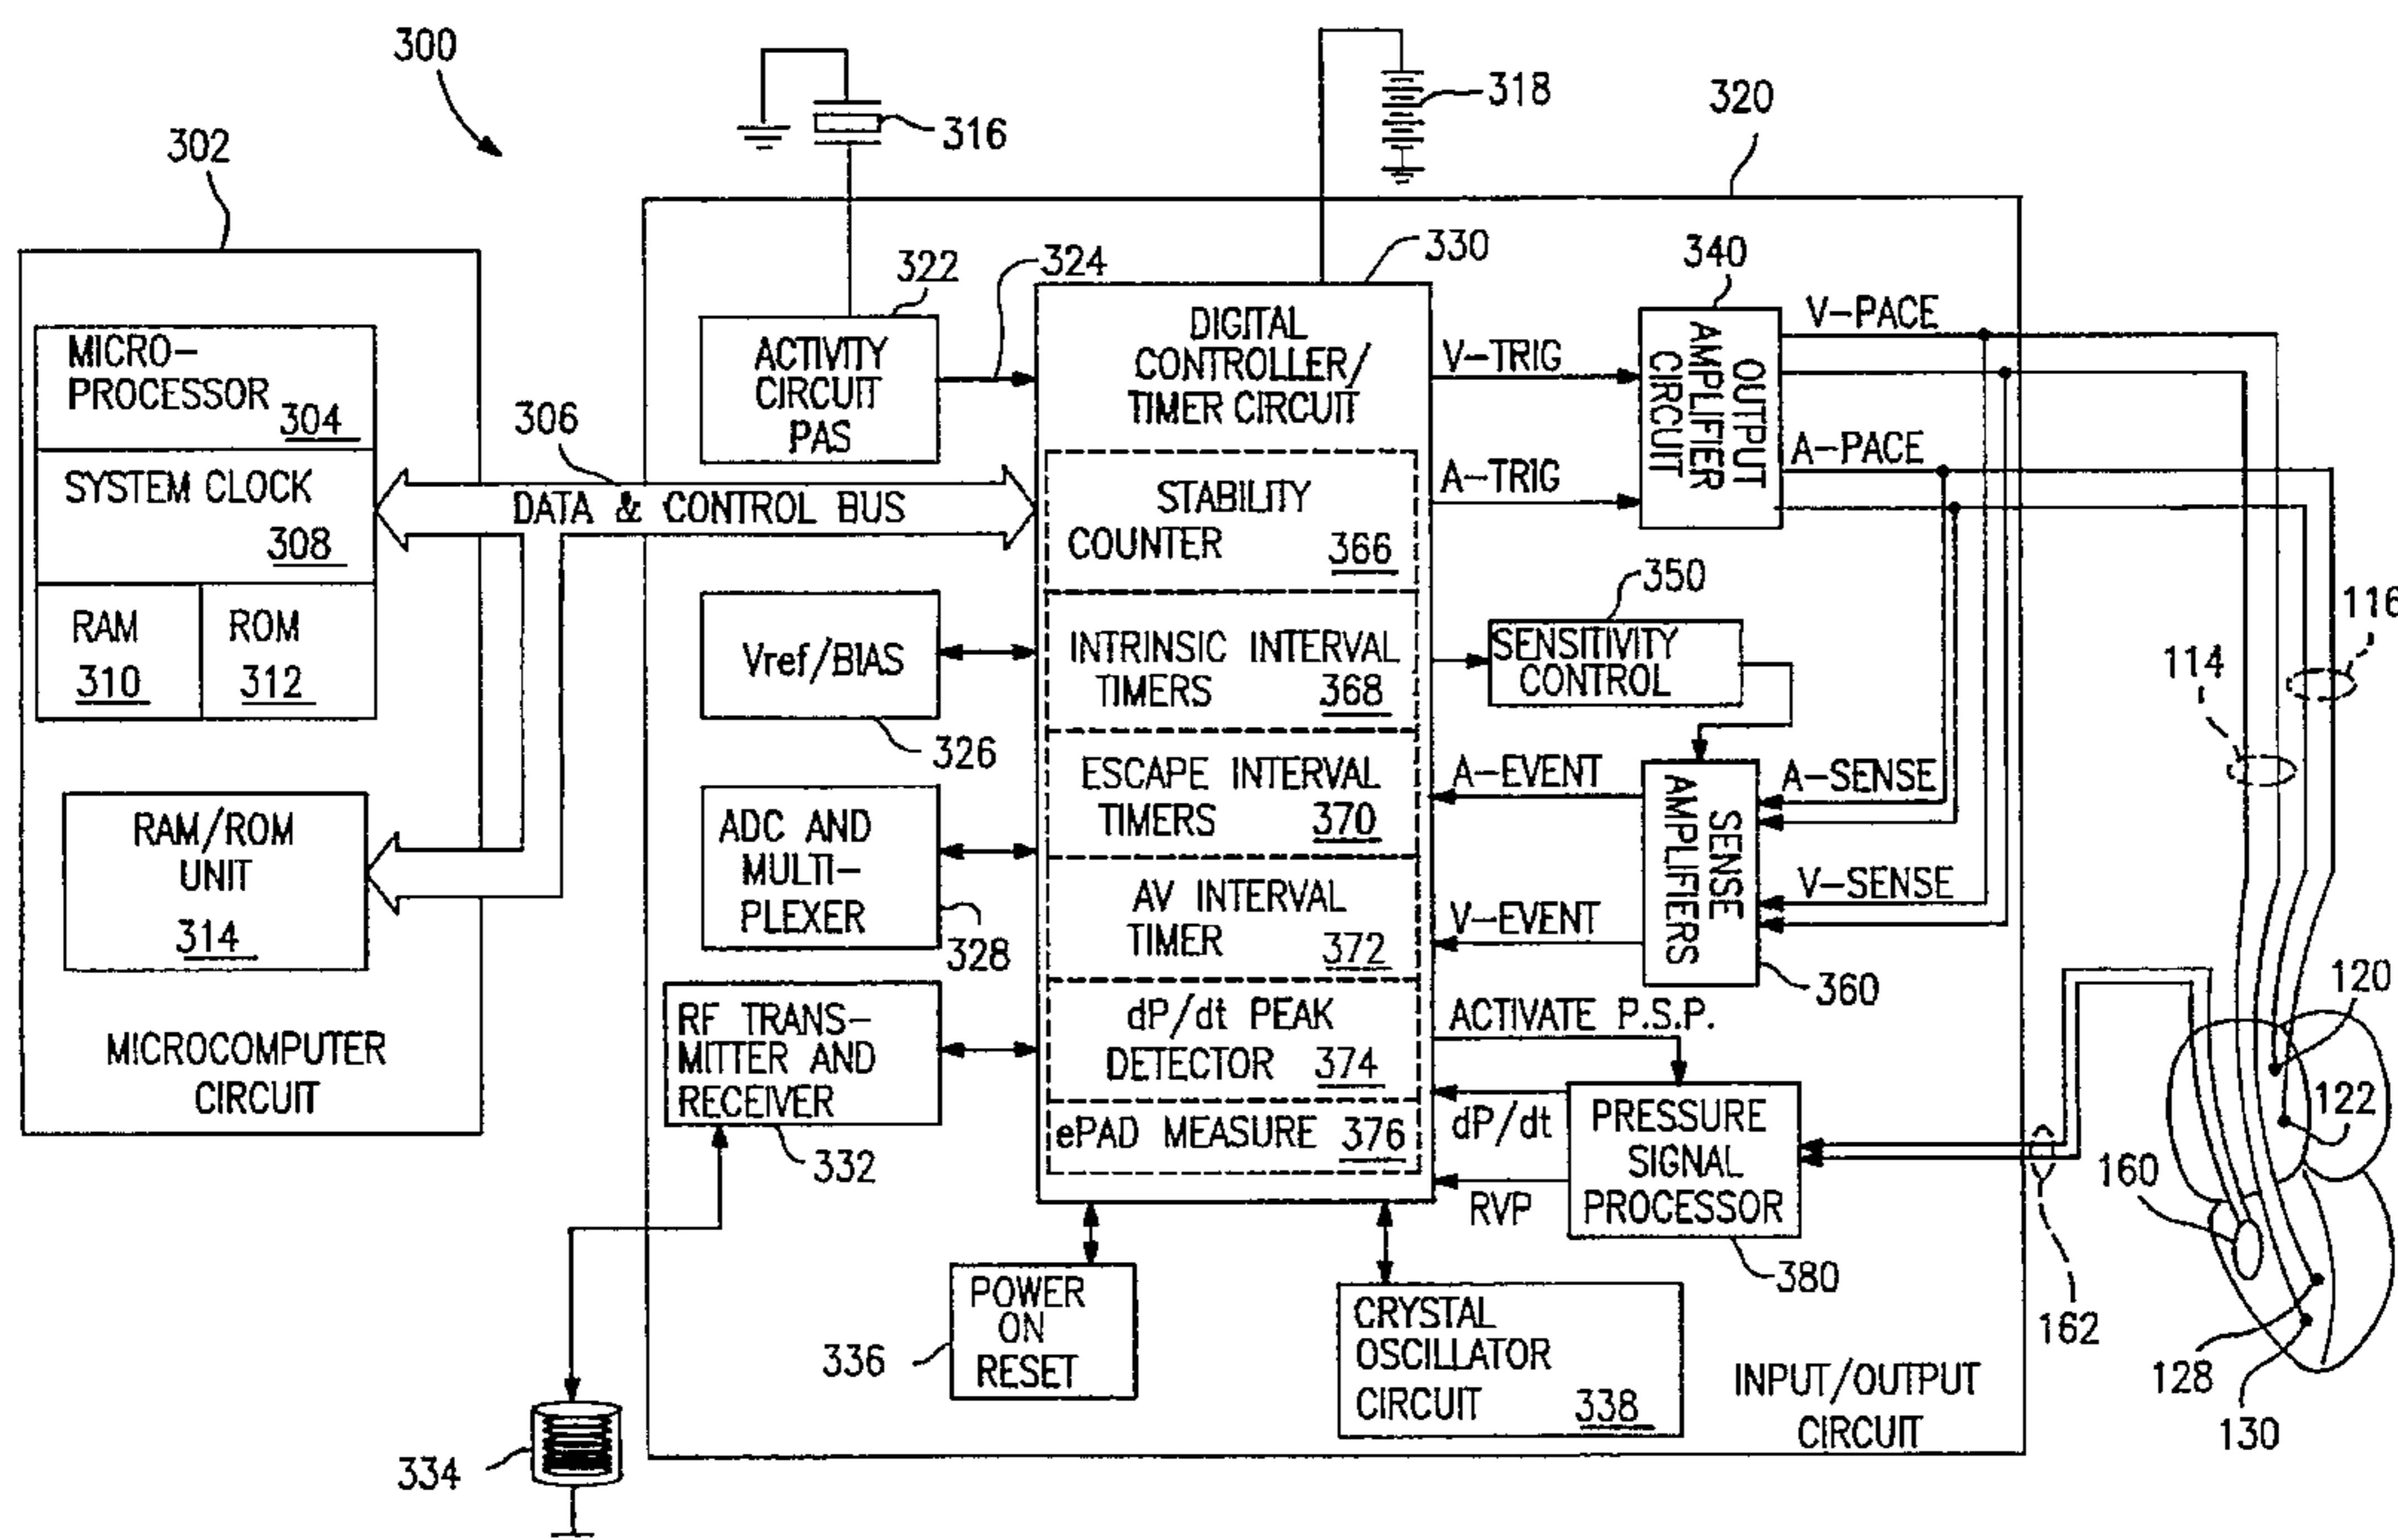 300
302
316
318
320
MICRO-
PROCESSOR 304
SYSTEM CLOCK
308
RAM
310
ROM
312
RAM/ROM
UNIT
314
MICROCOMPUTER
CIRCUIT
306
DATA & CONTROL BUS
322
324
ACTIVITY
CIRCUIT
PAS
Vref/BIAS
326
ADC AND
MULTI-
PLEXER
328
RF TRANS-
MITTER AND
RECEIVER
332
334
330
DIGITAL
CONTROLLER/
TIMER CIRCUIT
STABILITY
COUNTER 366
INTRINSIC INTERVAL
TIMERS 368
ESCAPE INTERVAL
TIMERS 370
AV INTERVAL
TIMER 372
dP/dt PEAK
DETECTOR 374
ePAD MEASURE 376
336
POWER
ON
RESET
CRYSTAL
OSCILLATOR
CIRCUIT 338
V-TRIG
A-TRIG
340
OUTPUT
AMPLIFIER
CIRCUIT
V-PACE
A-PACE
350
SENSITIVITY
CONTROL
A-EVENT
V-EVENT
SENSE
AMPLIFIERS
360
A-SENSE
V-SENSE
ACTIVATE P.S.P.
dP/dt
RVP
PRESSURE
SIGNAL
PROCESSOR
380
INPUT/OUTPUT
CIRCUIT
116
114
120
122
160
162
128
130